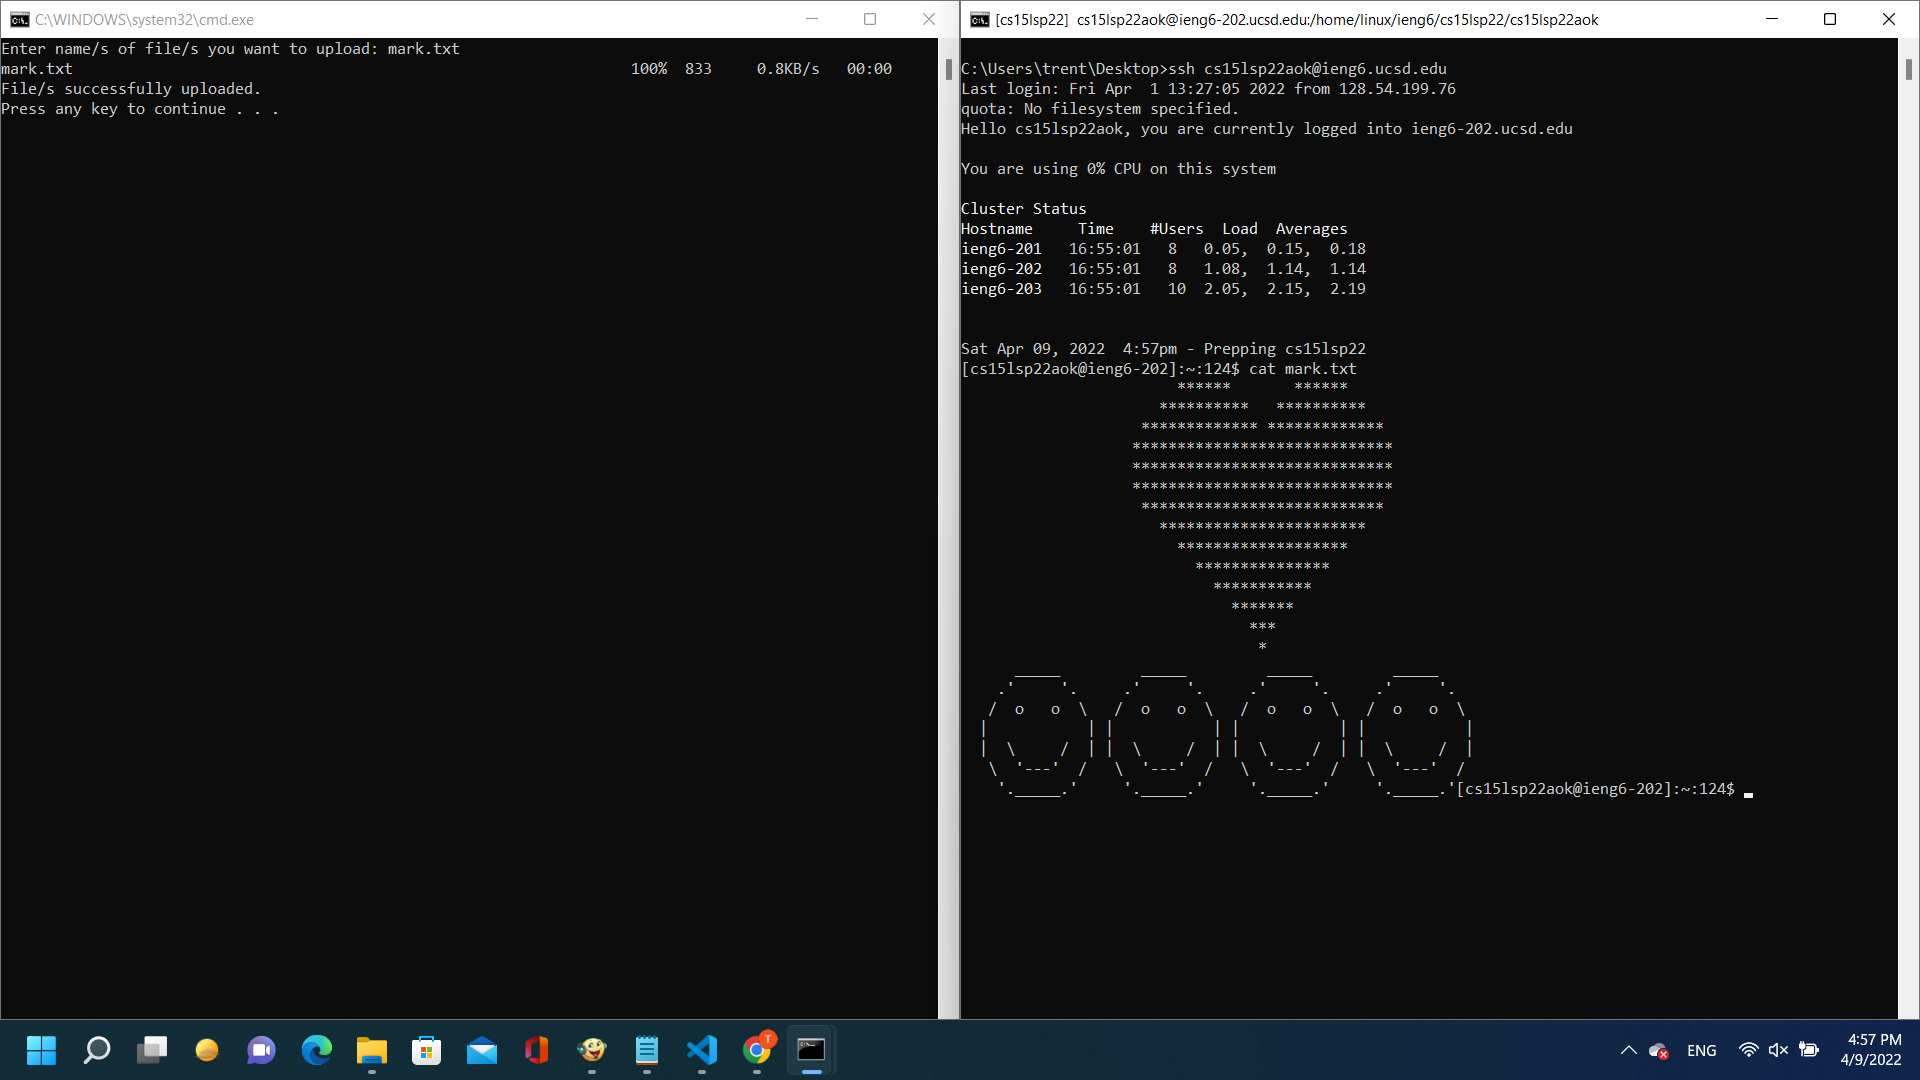 C:\WINDOWS\system32\cmd.exe
Enter name/s of file/s you want to upload: mark.txt
mark.txt 100% 833 0.8KB/s 00:00
File/s successfully uploaded.
Press any key to continue . . .
[cs15lsp22] cs15lsp22aok@ieng6-202.ucsd.edu:/home/linux/ieng6/cs15lsp22/cs15lsp22aok
C:\Users\trent\Desktop>ssh cs15lsp22aok@ieng6.ucsd.edu
Last login: Fri Apr  1 13:27:05 2022 from 128.54.199.76
quota: No filesystem specified.
Hello cs15lsp22aok, you are currently logged into ieng6-202.ucsd.edu
You are using 0% CPU on this system
Cluster Status
Hostname     Time    #Users  Load  Averages
ieng6-201   16:55:01   8   0.05,  0.15,  0.18
ieng6-202   16:55:01   8   1.08,  1.14,  1.14
ieng6-203   16:55:01   10  2.05,  2.15,  2.19
Sat Apr 09, 2022  4:57pm - Prepping cs15lsp22
[cs15lsp22aok@ieng6-202]:~:124$ cat mark.txt
                        ******       ******
                      **********   **********
                    ************* *************
                   *****************************
                   *****************************
                   *****************************
                    ***************************
                      ***********************
                        *******************
                          ***************
                            ***********
                              *******
                                ***
                                 *
      _____         _____         _____         _____
    .'     '.     .'     '.     .'     '.     .'     '.
   /  o   o  \   /  o   o  \   /  o   o  \   /  o   o  \
  |           | |           | |           | |           |
  |  \     /  | |  \     /  | |  \     /  | |  \     /  |
   \  '---'  /   \  '---'  /   \  '---'  /   \  '---'  /
    '._____.'     '._____.'     '._____.'     '._____.'[cs15lsp22aok@ieng6-202]:~:124$
T
ENG
4:57 PM
4/9/2022